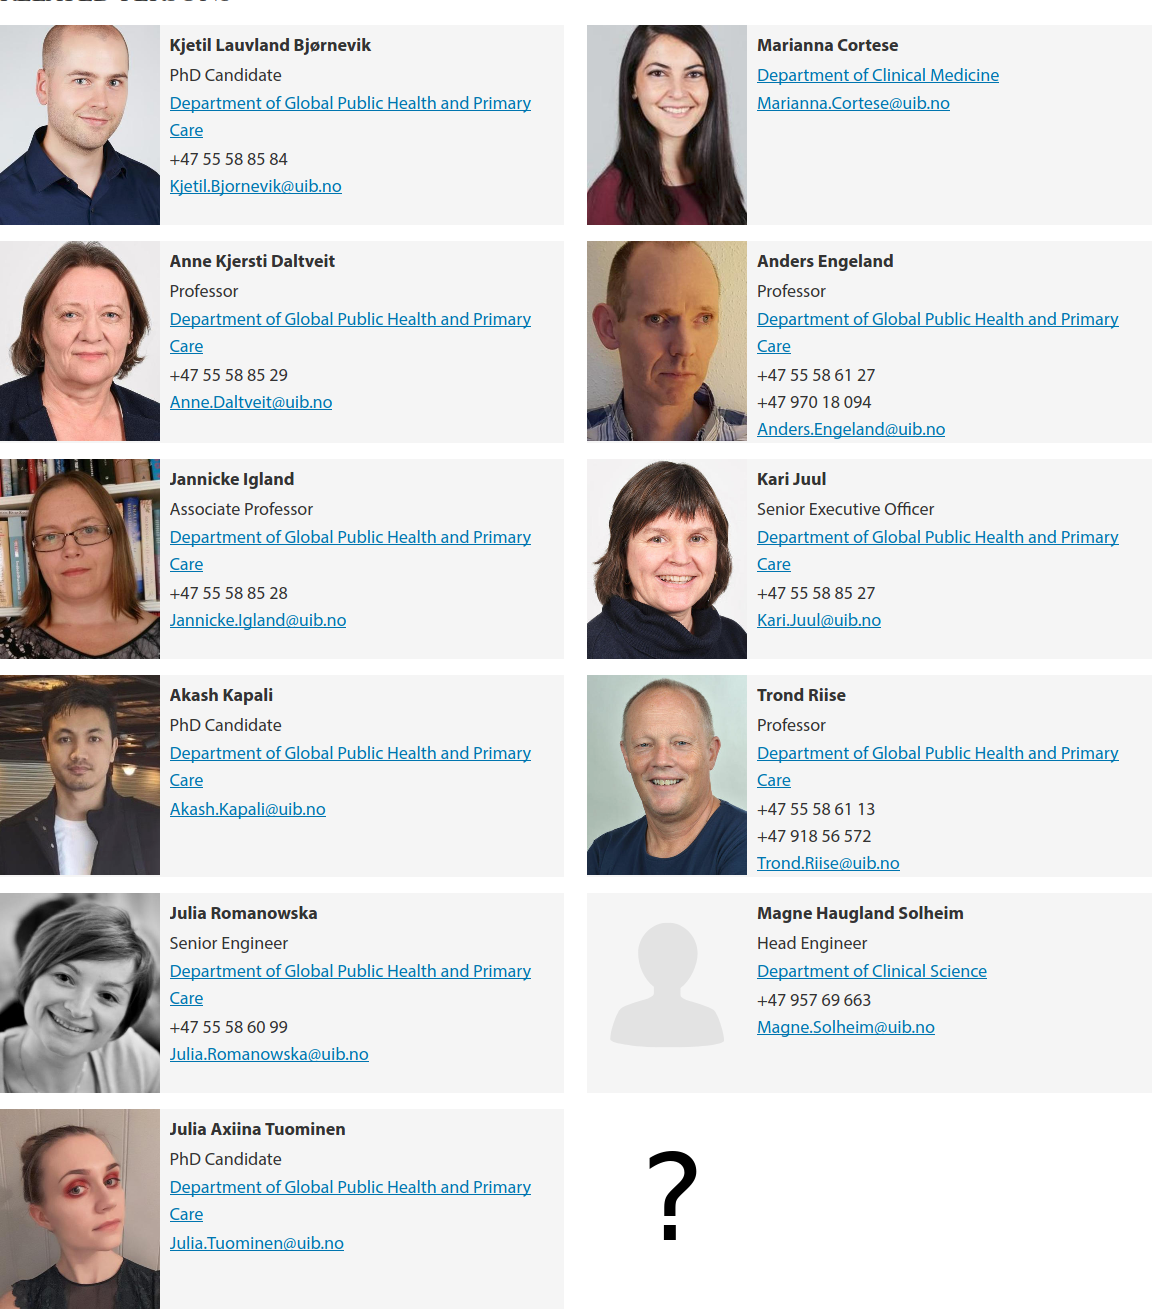 Kjetil Lauvland Bjørnevik
PhD Candidate
Department of Global Public Health and Primary
Care
+47 55 58 85 84
Kjetil.Bjornevik@uib.no
Marianna Cortese
Department of Clinical Medicine
Marianna.Cortese@uib.no
Anne Kjersti Daltveit
Professor
Department of Global Public Health and Primary
Care
+47 55 58 85 29
Anne.Daltveit@uib.no
Anders Engeland
Professor
Department of Global Public Health and Primary
Care
+47 55 58 61 27
+47 970 18 094
Anders.Engeland@uib.no
Jannicke Igland
Associate Professor
Department of Global Public Health and Primary
Care
+47 55 58 85 28
Jannicke.Igland@uib.no
Kari Juul
Senior Executive Officer
Department of Global Public Health and Primary
Care
+47 55 58 85 27
Kari.Juul@uib.no
Akash Kapali
PhD Candidate
Department of Global Public Health and Primary
Care
Akash.Kapali@uib.no
Trond Riise
Professor
Department of Global Public Health and Primary
Care
+47 55 58 61 13
+47 918 56 572
Trond.Riise@uib.no
Julia Romanowska
Senior Engineer
Department of Global Public Health and Primary
Care
+47 55 58 60 99
Julia.Romanowska@uib.no
Magne Haugland Solheim
Head Engineer
Department of Clinical Science
+47 957 69 663
Magne.Solheim@uib.no
Julia Axiina Tuominen
PhD Candidate
Department of Global Public Health and Primary
Care
Julia.Tuominen@uib.no
?